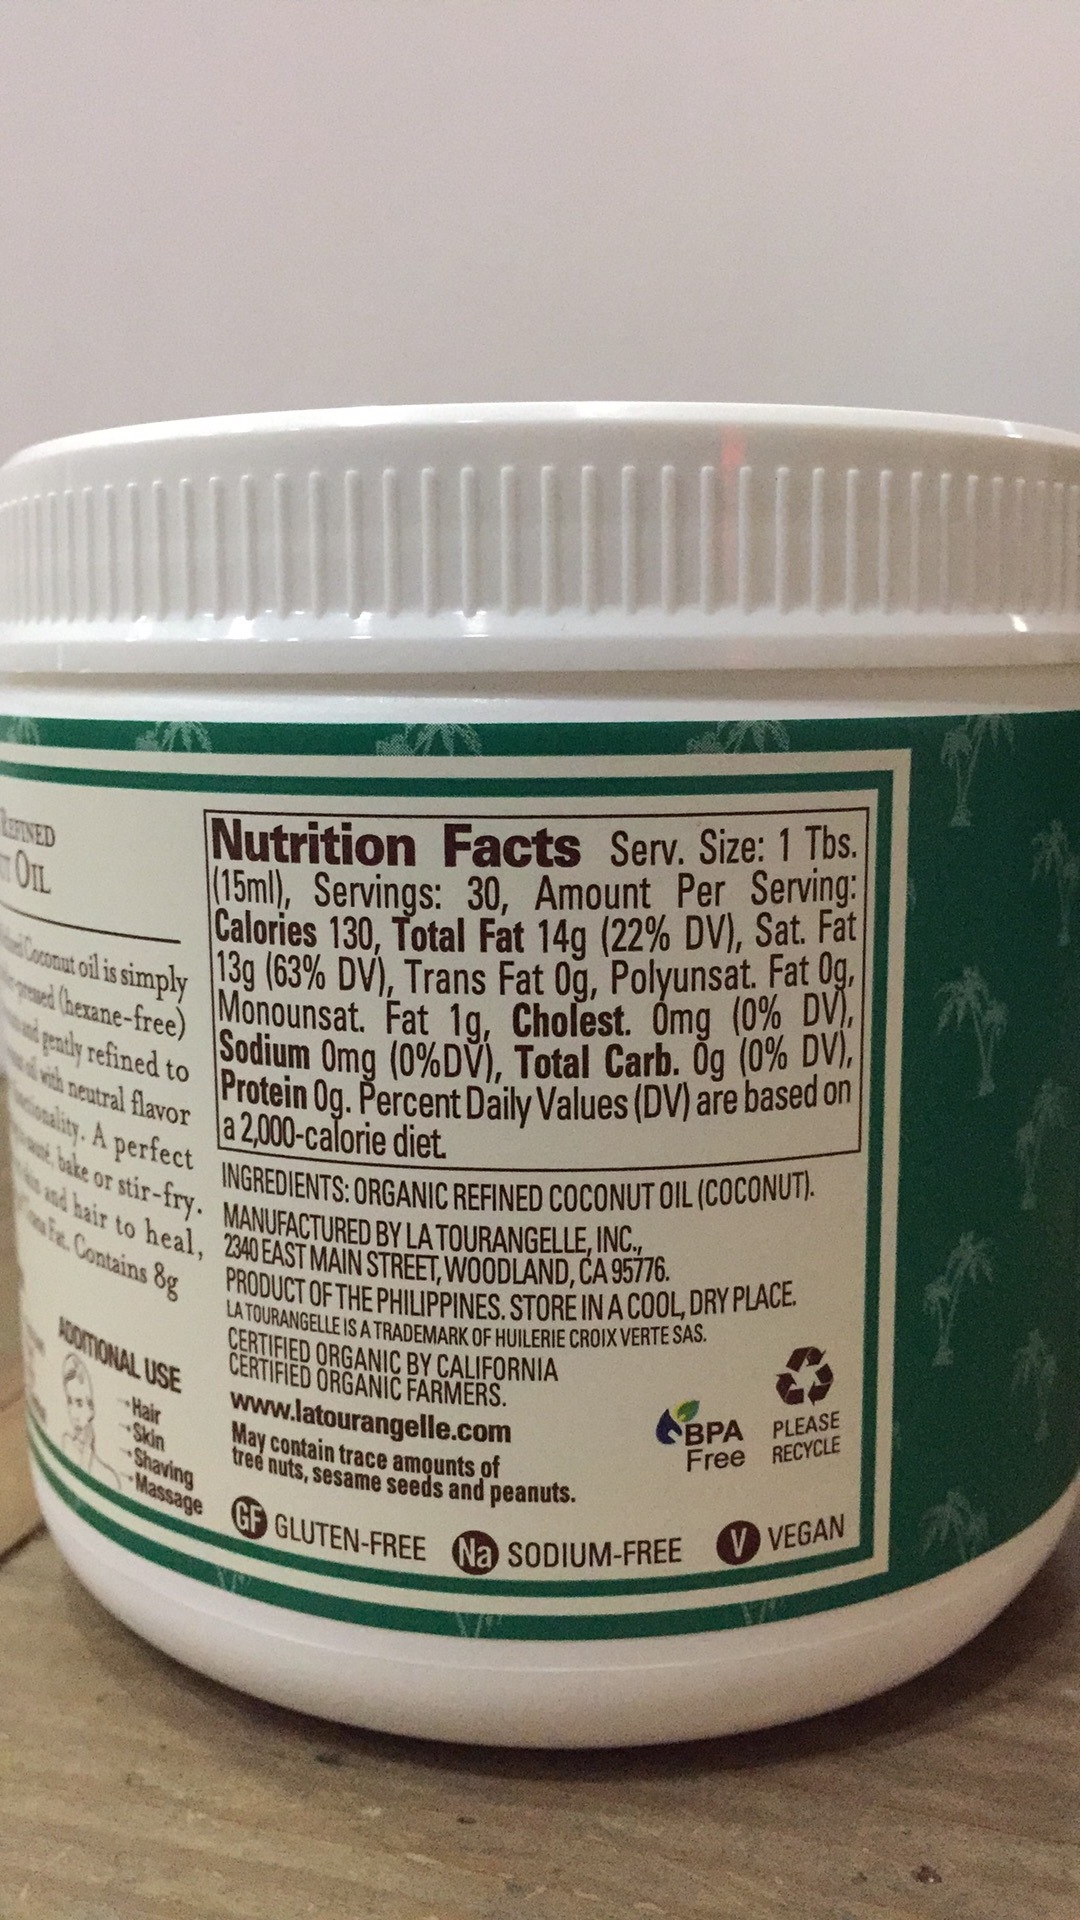 REFINED
OIL
Coconut oil is simply
(hexane-free)
and gently refined to
oil with neutral flavor
A perfect
bake or stir-fry.
and hair to heal,
Fat. Contains 8g
ADDITIONAL USE
Hair
Skin
Shaving
Massage
Nutrition Facts Serv. Size: 1 Tbs.
(15ml), Servings: 30, Amount Per Serving:
Calories 130, Total Fat 14g (22% DV), Sat. Fat
13g (63% DV), Trans Fat 0g, Polyunsat. Fat 0g,
Monounsat. Fat 1g, Cholest. 0mg (0% DV),
Sodium 0mg (0%DV), Total Carb. 0g (0% DV),
Protein 0g. Percent Daily Values (DV) are based on
a 2,000-calorie diet.
INGREDIENTS: ORGANIC REFINED COCONUT OIL (COCONUT).
MANUFACTURED BY LA TOURANGELLE, INC.,
2340 EAST MAIN STREET, WOODLAND, CA 95776.
PRODUCT OF THE PHILIPPINES. STORE IN A COOL, DRY PLACE.
LA TOURANGELLE IS A TRADEMARK OF HUILERIE CROIX VERTE SAS.
CERTIFIED ORGANIC BY CALIFORNIA
CERTIFIED ORGANIC FARMERS.
www.latourangelle.com
May contain trace amounts of
tree nuts, sesame seeds and peanuts.
BPA
Free
PLEASE
RECYCLE
GF GLUTEN-FREE Na SODIUM-FREE V VEGAN